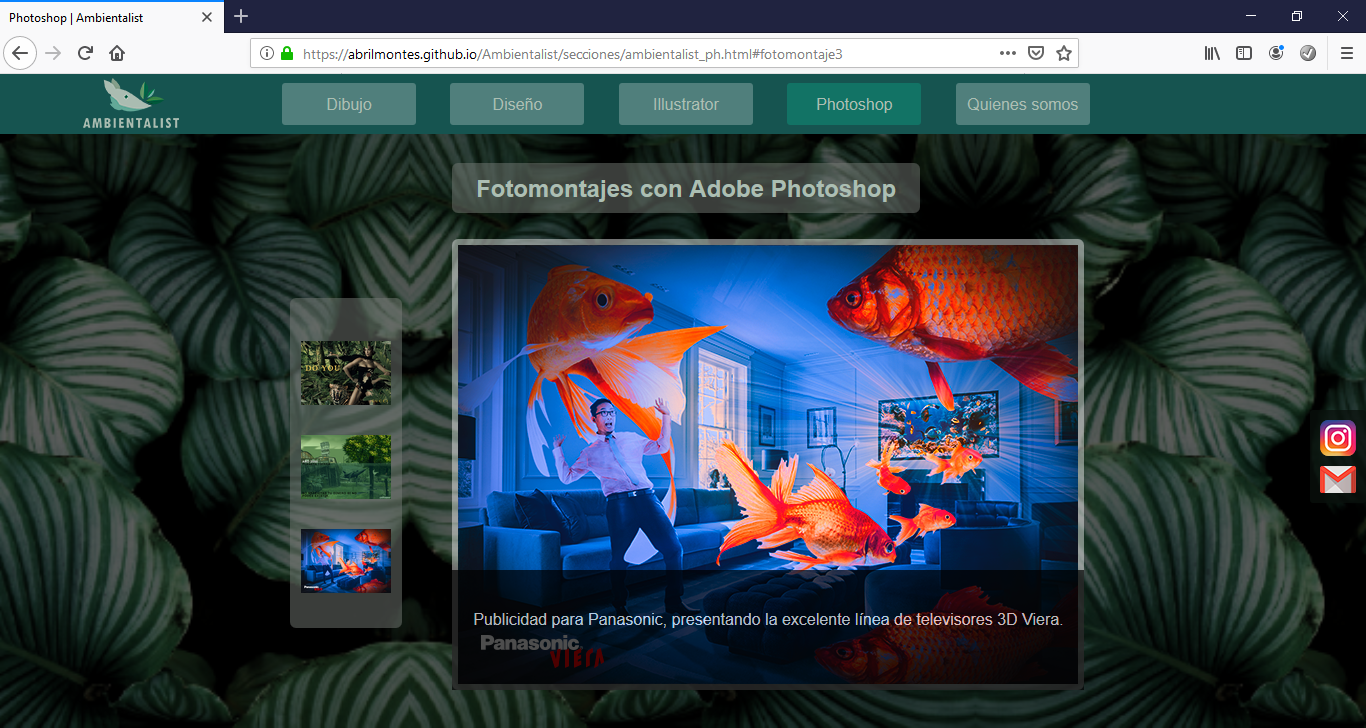 Photoshop | Ambientalist
https://abrilmontes.github.io/Ambientalist/secciones/ambientalist_ph.html#fotomontaje3
AMBIENTALIST
Dibujo
Diseño
Illustrator
Photoshop
Quienes somos
Fotomontajes con Adobe Photoshop
DO YOU
Panasonic
Publicidad para Panasonic, presentando la excelente línea de televisores 3D Viera.
Panasonic
VIERA